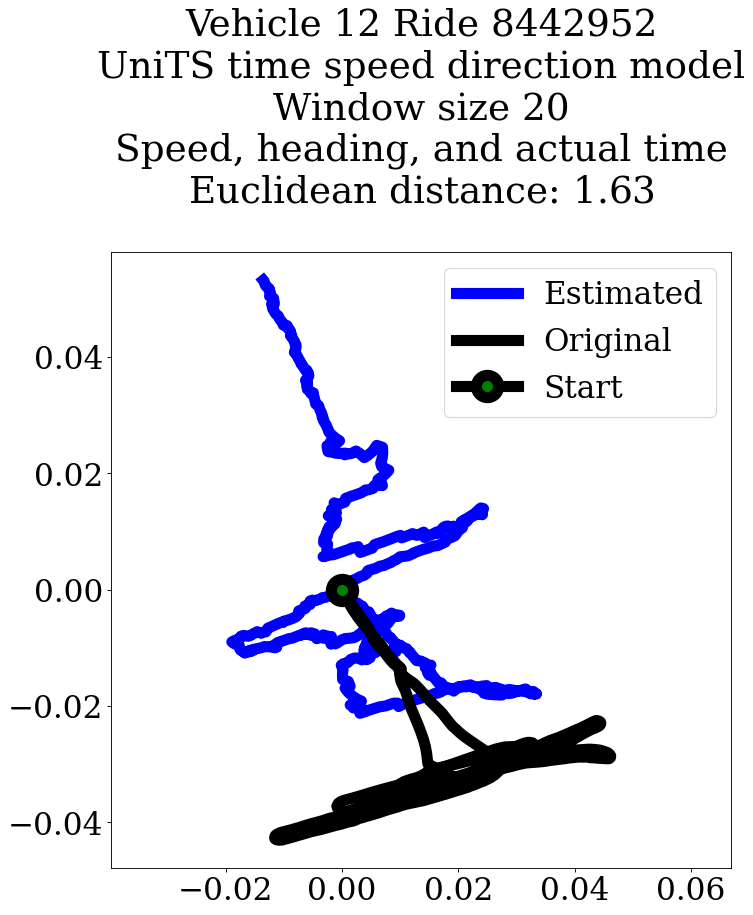 Vehicle 12 Ride 8442952
UniTS time speed direction model
Window size 20
Speed, heading, and actual time
Euclidean distance: 1.63
Estimated
Original
Start
0.04
0.02
0.00
−0.02
−0.04
−0.02 0.00 0.02 0.04 0.06